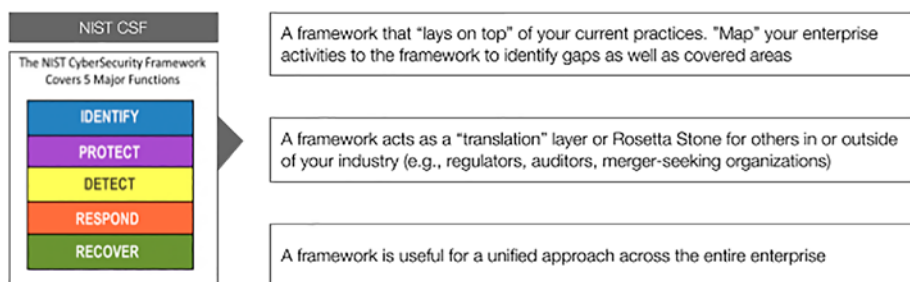 NIST CSF
The NIST CyberSecurity Framework
Covers 5 Major Functions
IDENTIFY
PROTECT
DETECT
RESPOND
RECOVER
A framework that “lays on top” of your current practices. ”Map” your enterprise
activities to the framework to identify gaps as well as covered areas
A framework acts as a “translation” layer or Rosetta Stone for others in or outside
of your industry (e.g., regulators, auditors, merger-seeking organizations)
A framework is useful for a unified approach across the entire enterprise